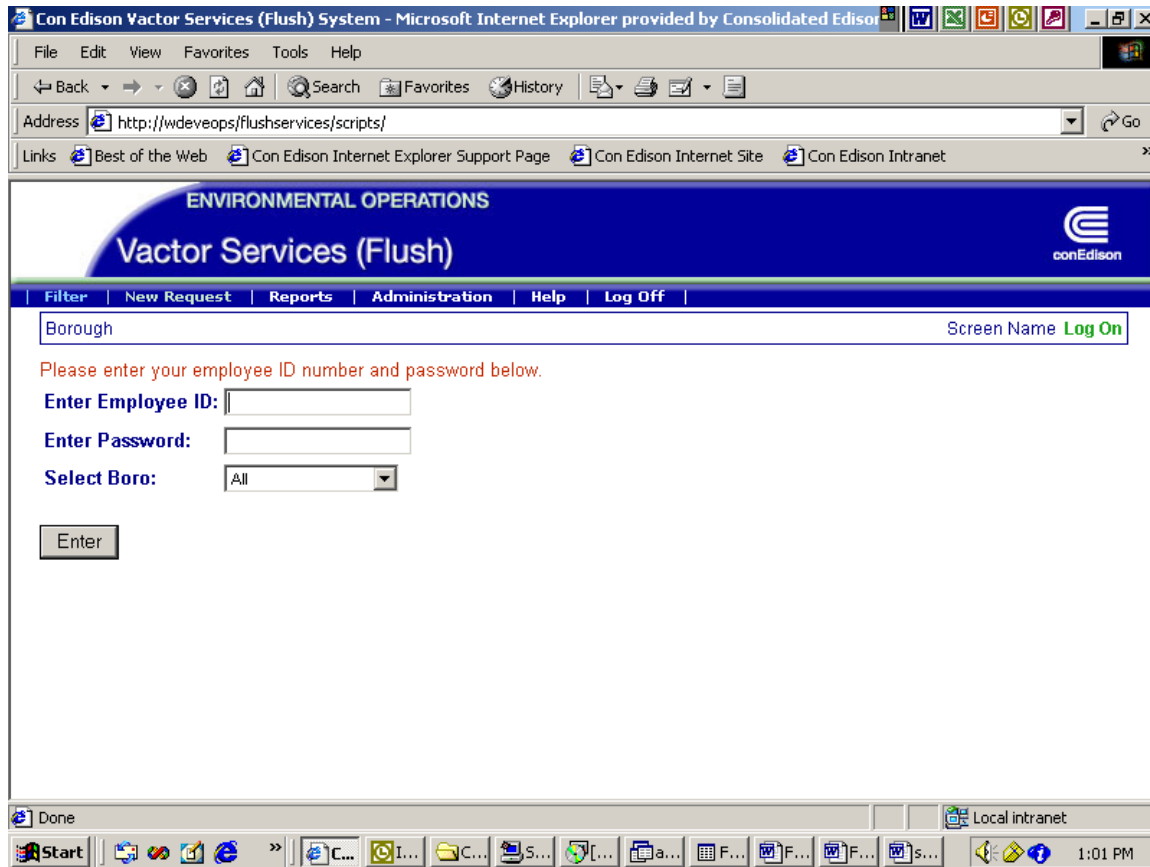 Con Edison Vactor Services (Flush) System - Microsoft Internet Explorer provided by Consolidated Edison
File Edit View Favorites Tools Help
Back Search Favorites History
Address http://wdeveops/flushservices/scripts/ Go
Links Best of the Web Con Edison Internet Explorer Support Page Con Edison Internet Site Con Edison Intranet »
ENVIRONMENTAL OPERATIONS
Vactor Services (Flush)
conEdison
| Filter | New Request | Reports | Administration | Help | Log Off |
Borough Screen Name Log On
Please enter your employee ID number and password below.
Enter Employee ID:
Enter Password:
Select Boro: All
Enter
Done Local intranet
Start » C... I... C... S... [... a... F... F... F... s... 1:01 PM